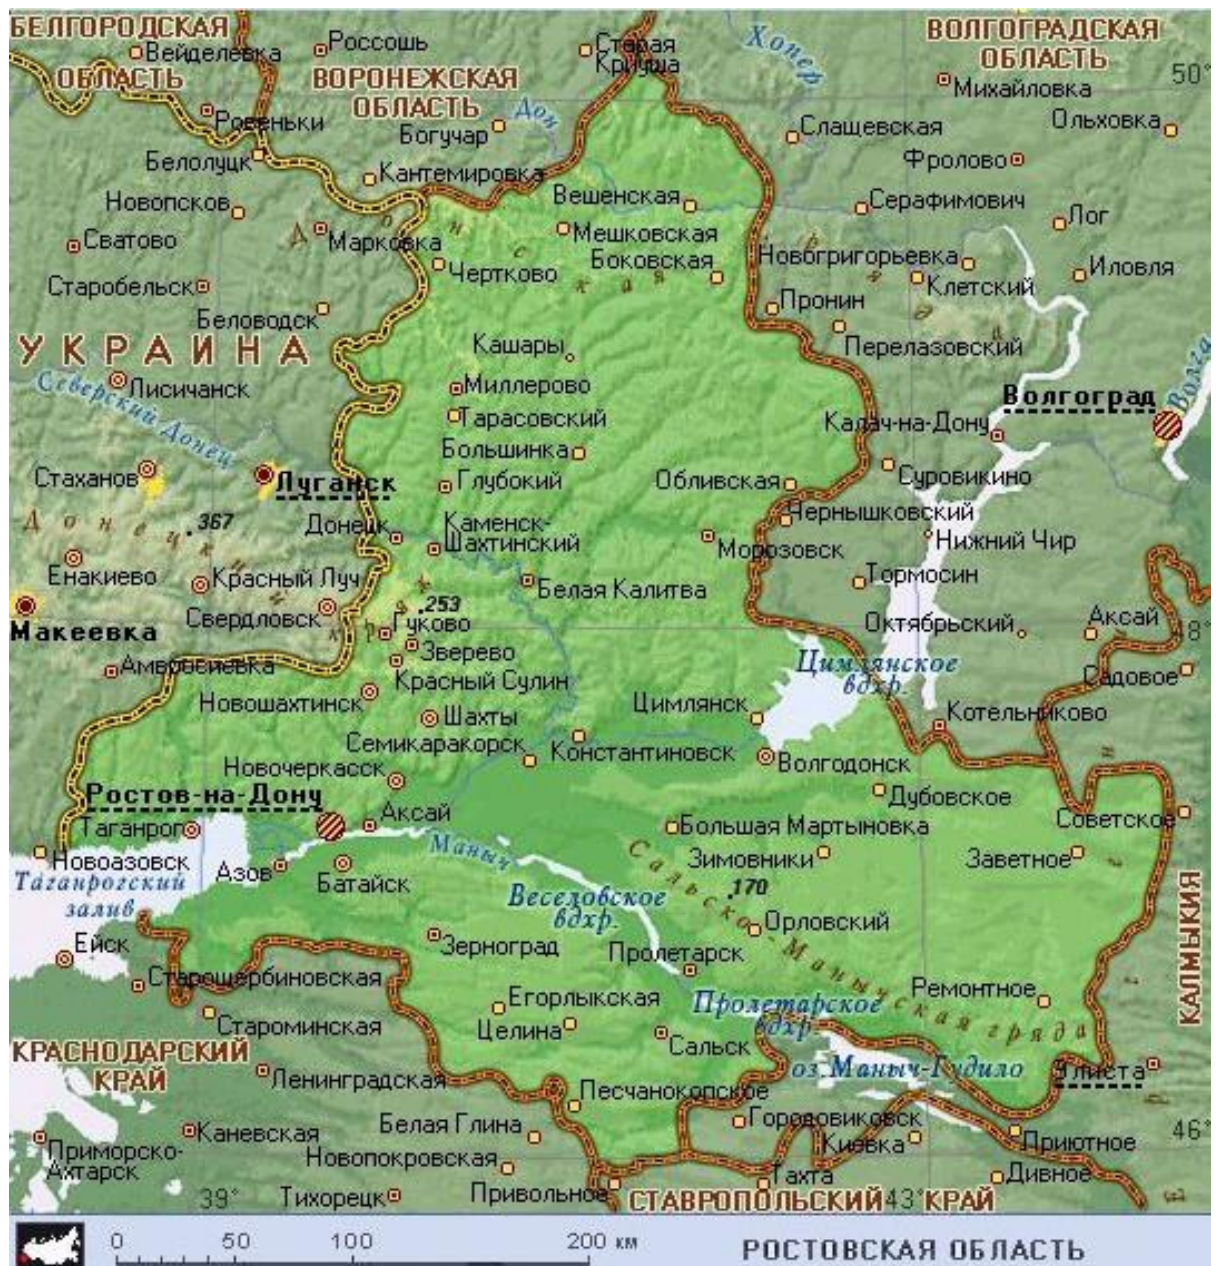 БЕЛГОРОДСКАЯ
ОБЛАСТЬ
Вейделевка
Россошь
Старая
Криуша
Хопер
ВОЛГОГРАДСКАЯ
ОБЛАСТЬ
50°
ВОРОНЕЖСКАЯ
ОБЛАСТЬ
Михайловка
Ровеньки
Богучар
Дон
Слащевская
Ольховка
Белолуцк
Кантемировка
Фролово
Новопсков
Вешенская
Серафимович
Лог
Сватово
Марковка
Мешковская
Чертково
Боковская
Новогригорьевка
Клетский
Иловля
Старобельск
Беловодск
Пронин
Перелазовский
УКРАИНА
Кашары
Лисичанск
Северский Донец
Миллерово
Волгоград
Волга
Тарасовский
Калач-на-Дону
Большинка
Стаханов
Луганск
Глубокий
Обливская
Суровикино
Донецк
Каменск-
Шахтинский
Чернышковский
Морозовск
Нижний Чир
.367
Енакиево
Красный Луч
Белая Калитва
Тормосин
Свердловск
.253
Макеевка
Гуково
Октябрьский
Аксай
48°
Зверево
Амвросиевка
Красный Сулин
Цимлянское
вдхр.
Садовое
Новошахтинск
Шахты
Цимлянск
Котельниково
Семикаракорск
Константиновск
Волгодонск
Новочеркасск
Ростов-на-Дону
Дубовское
Таганрог
Аксай
Большая Мартыновка
Советское
Новоазовск
Азов
Батайск
Маныч
Зимовники
Заветное
Таганрогский
залив
Веселовское
вдхр.
.170
Сальско-Манычская гряда
Орловский
Ейск
Зерноград
Пролетарск
Старощербиновская
КАЛМЫКИЯ
Староминская
Егорлыкская
Целина
Пролетарское
вдхр.
Ремонтное
Сальск
КРАСНОДАРСКИЙ
КРАЙ
Ленинградская
оз. Маныч-Гудило
Элиста
Песчанокопское
Городовиковск
Каневская
Белая Глина
Киевка
Приютное
46°
Приморско-
Ахтарск
Новопокровская
Тихорецк
Привольное
Тахта
Дивное
39°
СТАВРОПОЛЬСКИЙ
43°
КРАЙ
0 50 100 200 км
РОСТОВСКАЯ ОБЛАСТЬ